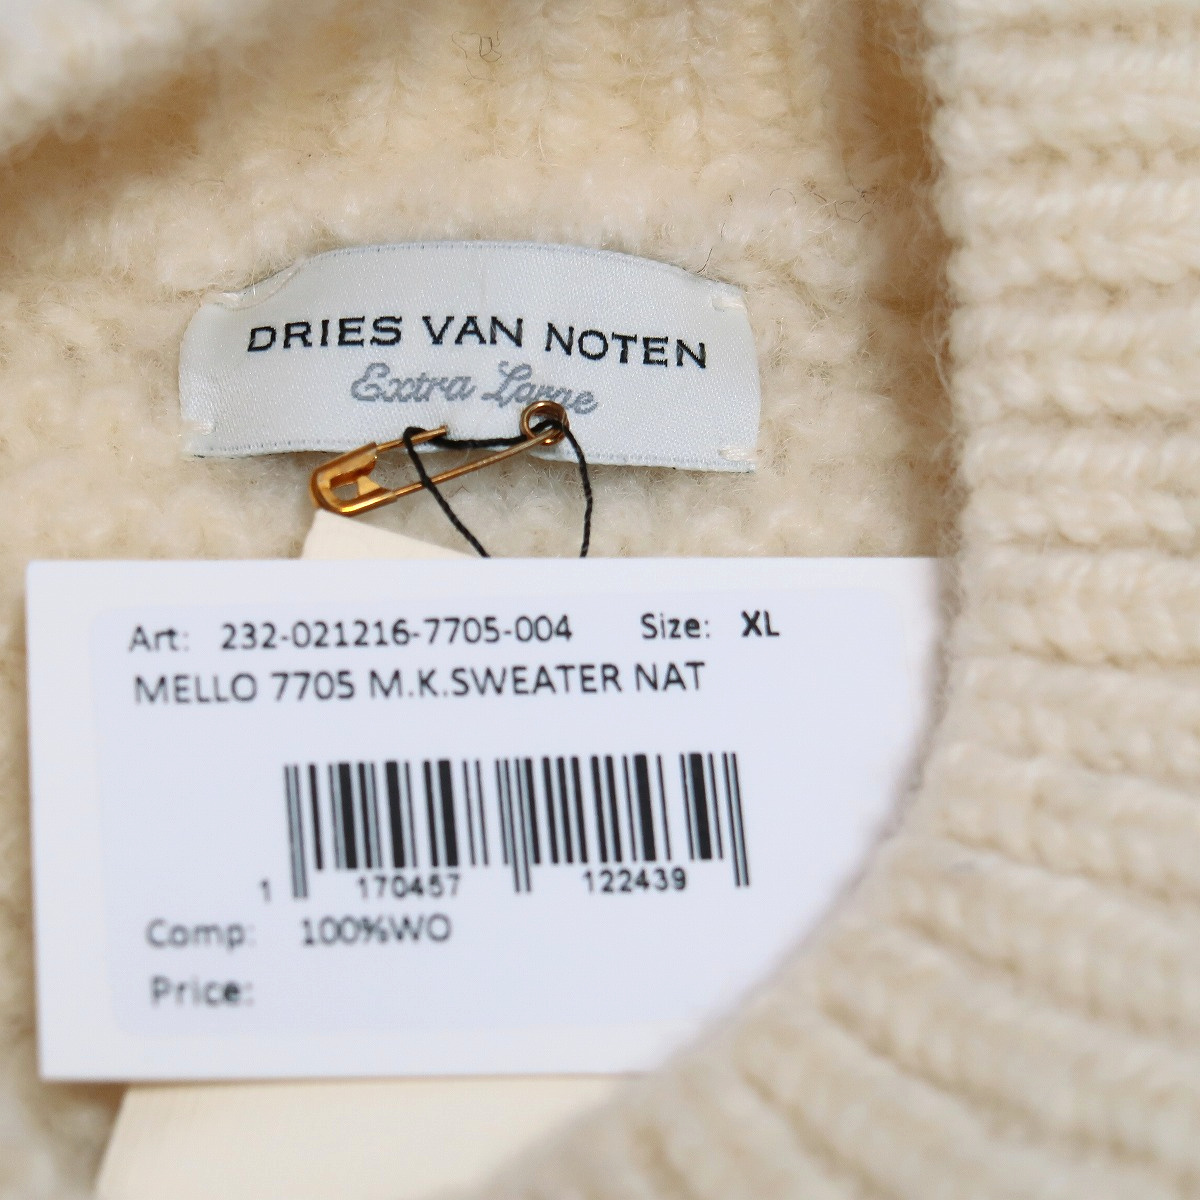 DRIES VAN NOTEN
Extra Large
Art: 232-021216-7705-004 Size: XL
MELLO 7705 M.K.SWEATER NAT
1 170457 122439
Comp: 100%WO
Price: